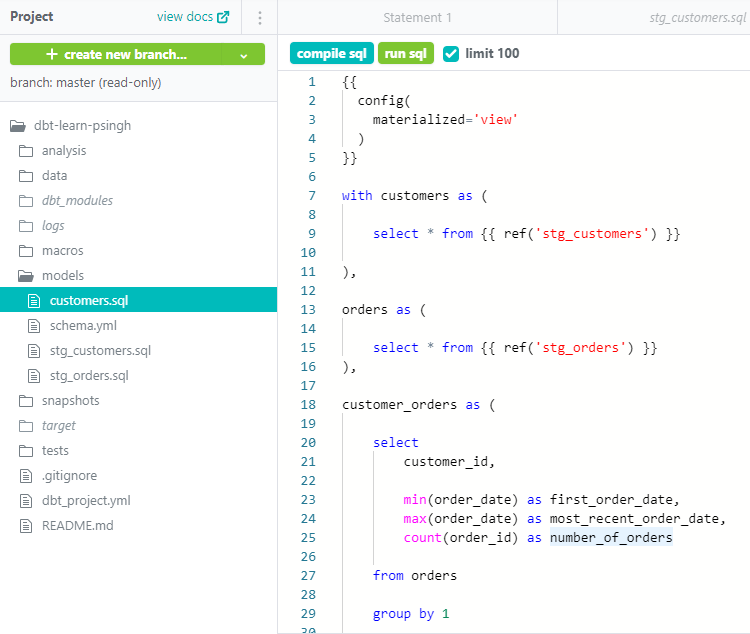 Project
view docs
create new branch...
branch: master (read-only)
dbt-learn-psingh
analysis
data
dbt_modules
logs
macros
models
customers.sql
schema.yml
stg_customers.sql
stg_orders.sql
snapshots
target
tests
.gitignore
dbt_project.yml
README.md
Statement 1
stg_customers.sql
compile sql
run sql
limit 100
1 {{
2 config(
3 materialized='view'
4 )
5 }}
6
7 with customers as (
8
9 select * from {{ ref('stg_customers') }}
10
11 ),
12
13 orders as (
14
15 select * from {{ ref('stg_orders') }}
16 ),
17
18 customer_orders as (
19
20 select
21 customer_id,
22
23 min(order_date) as first_order_date,
24 max(order_date) as most_recent_order_date,
25 count(order_id) as number_of_orders
26
27 from orders
28
29 group by 1
30